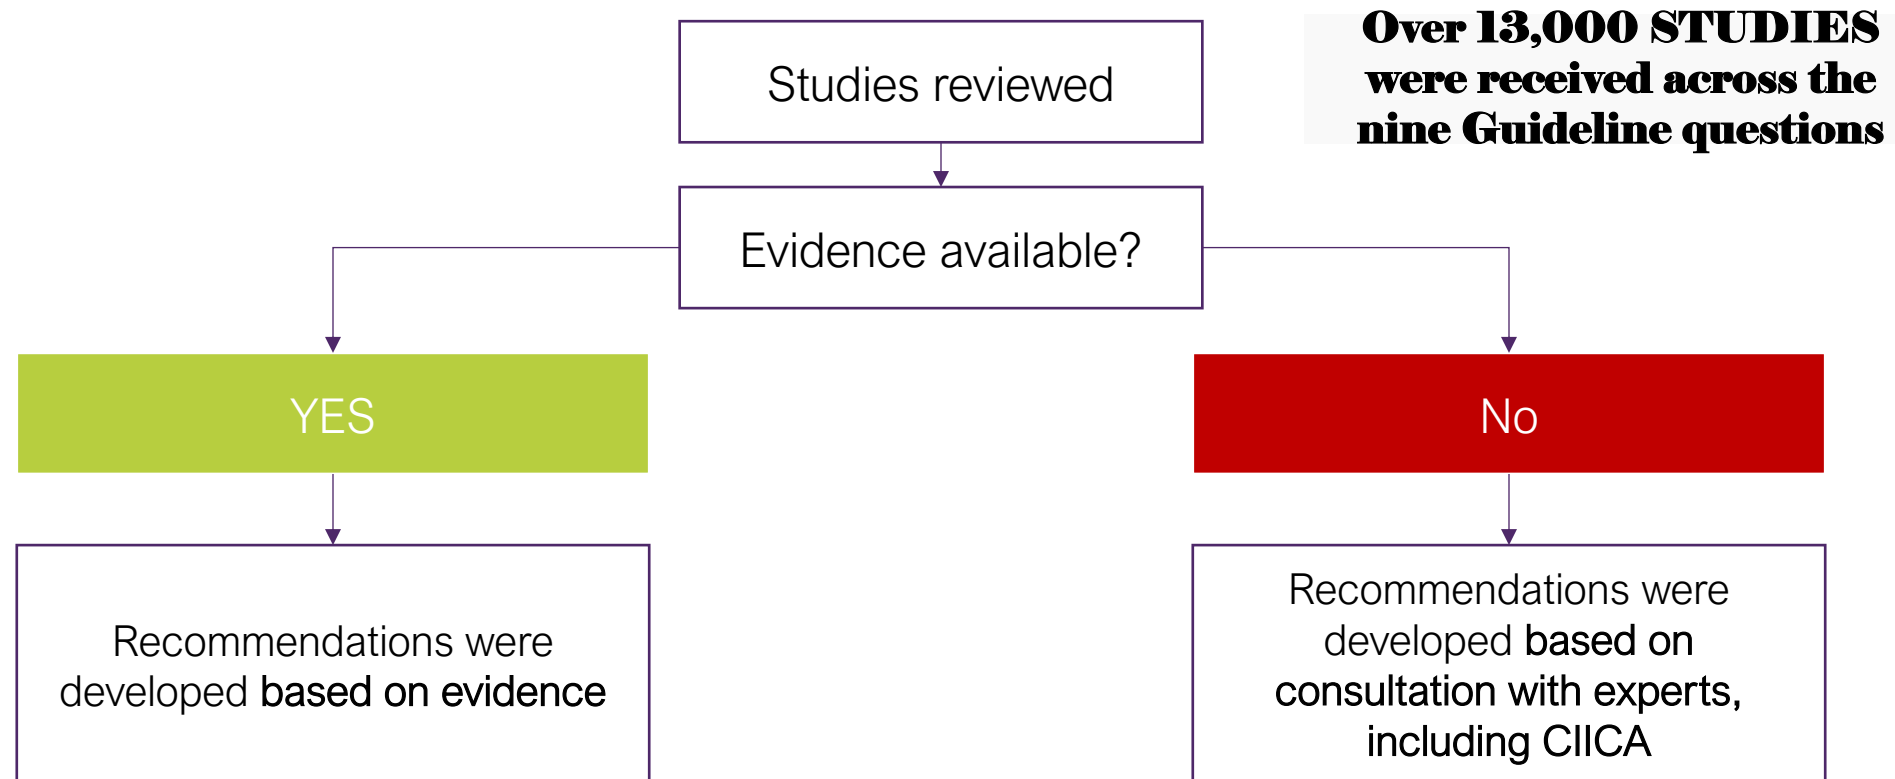 Over 13,000 STUDIES
were received across the
nine Guideline questions
Studies reviewed
Evidence available?
YES
No
Recommendations were
developed based on evidence
Recommendations were
developed based on
consultation with experts,
including CIICA